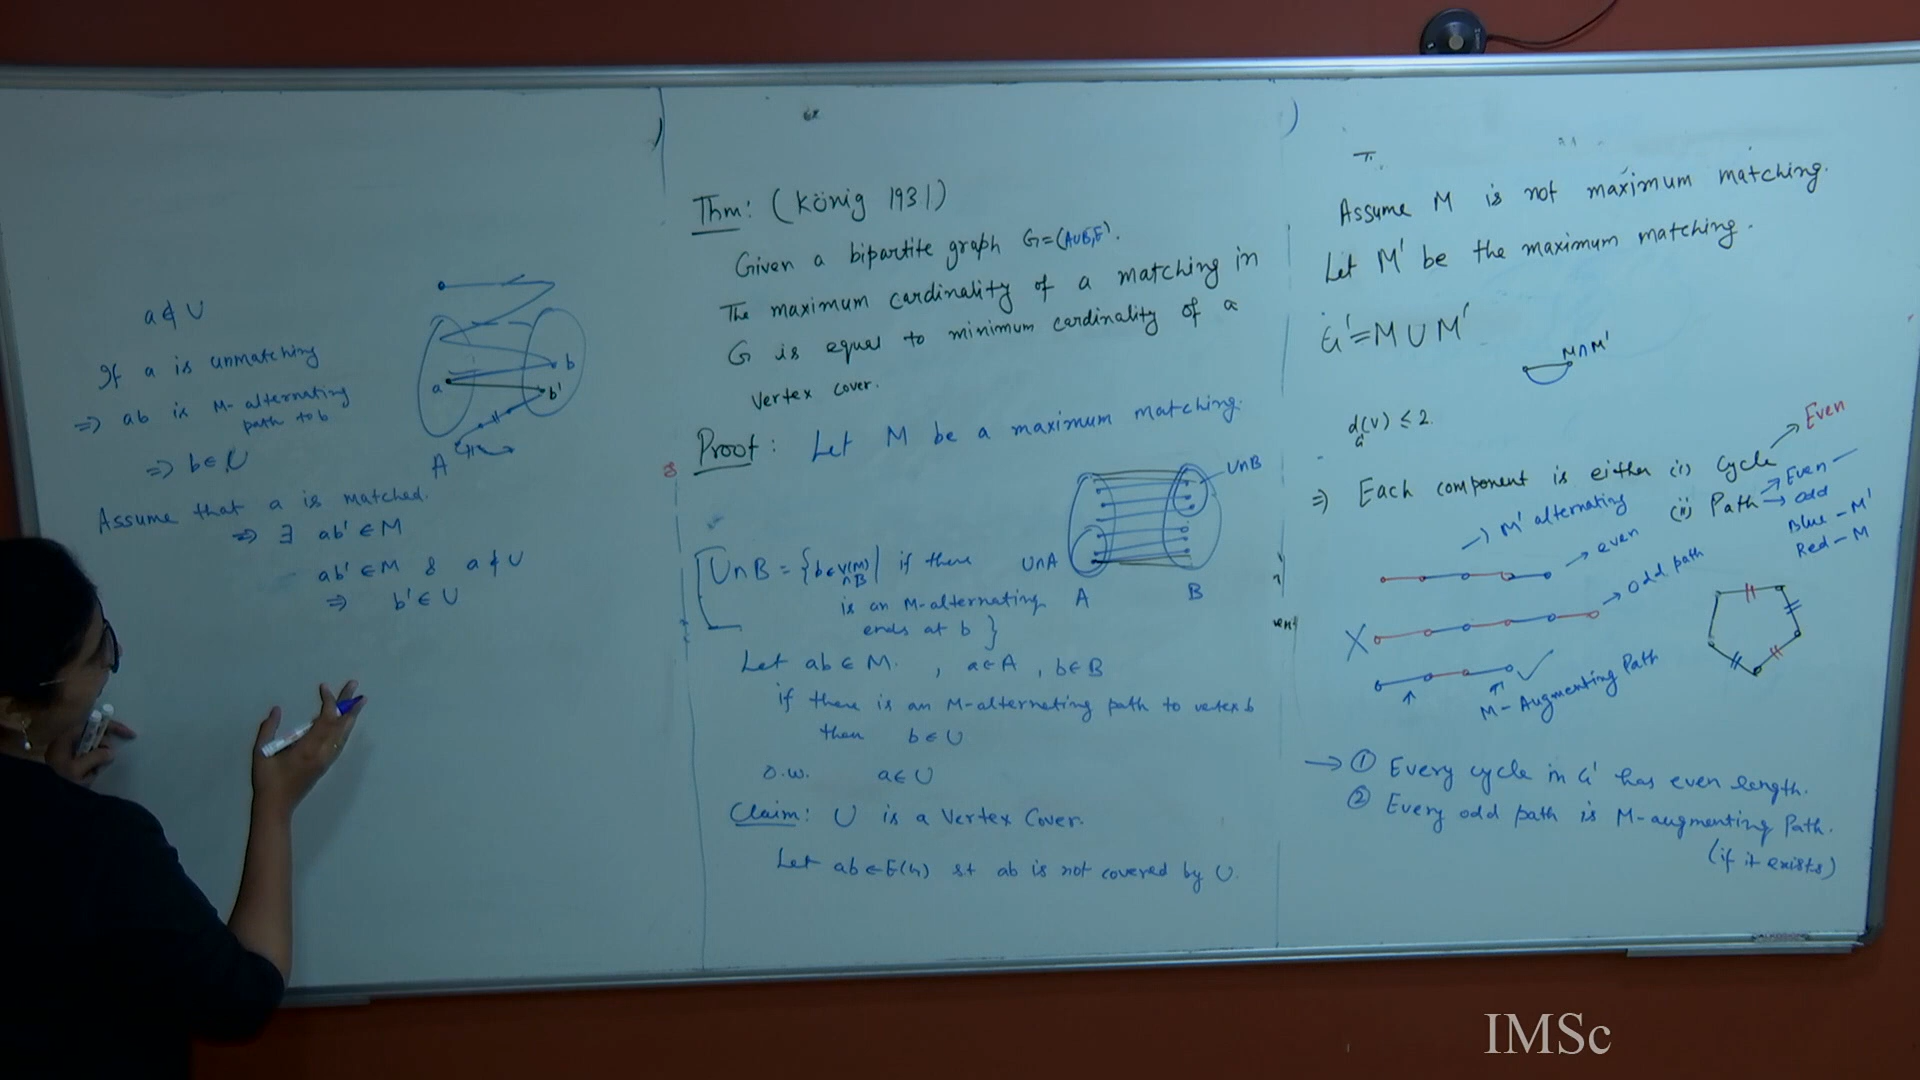 a ∉ U
If a is unmatching
⇒ ab is M-alternating
path to b
⇒ b ∈ U
Assume that a is matched.
⇒ ∃ ab' ∈ M
ab' ∈ M & a ∉ U
⇒ b' ∈ U
a
b
b'
A
Thm: (König 1931)
Given a bipartite graph G=(A∪B,E).
The maximum cardinality of a matching in
G is equal to minimum cardinality of a
vertex cover.
Proof: Let M be a maximum matching.
U∩B
U∩A
A
B
U∩B = {b∈V(M)∩B | if there
is an M-alternating
ends at b }
Let ab ∈ M. , a∈A , b∈B
if there is an M-alternating path to vertex b
then b ∈ U
o.w. a ∈ U
Claim: U is a Vertex Cover.
Let ab ∈ E(G) st ab is not covered by U.
Assume M is not maximum matching.
Let M' be the maximum matching.
G' = M ∪ M'
M∩M'
d(v) ≤ 2
G'
⇒ Each component is either (i) Cycle → Even
(ii) Path → Even
→ odd
Blue - M'
Red - M
→ M' alternating
→ even
X → odd path
M-Augmenting Path
→ ① Every cycle in G' has even length.
② Every odd path is M-augmenting Path.
(if it exists)
IMSc